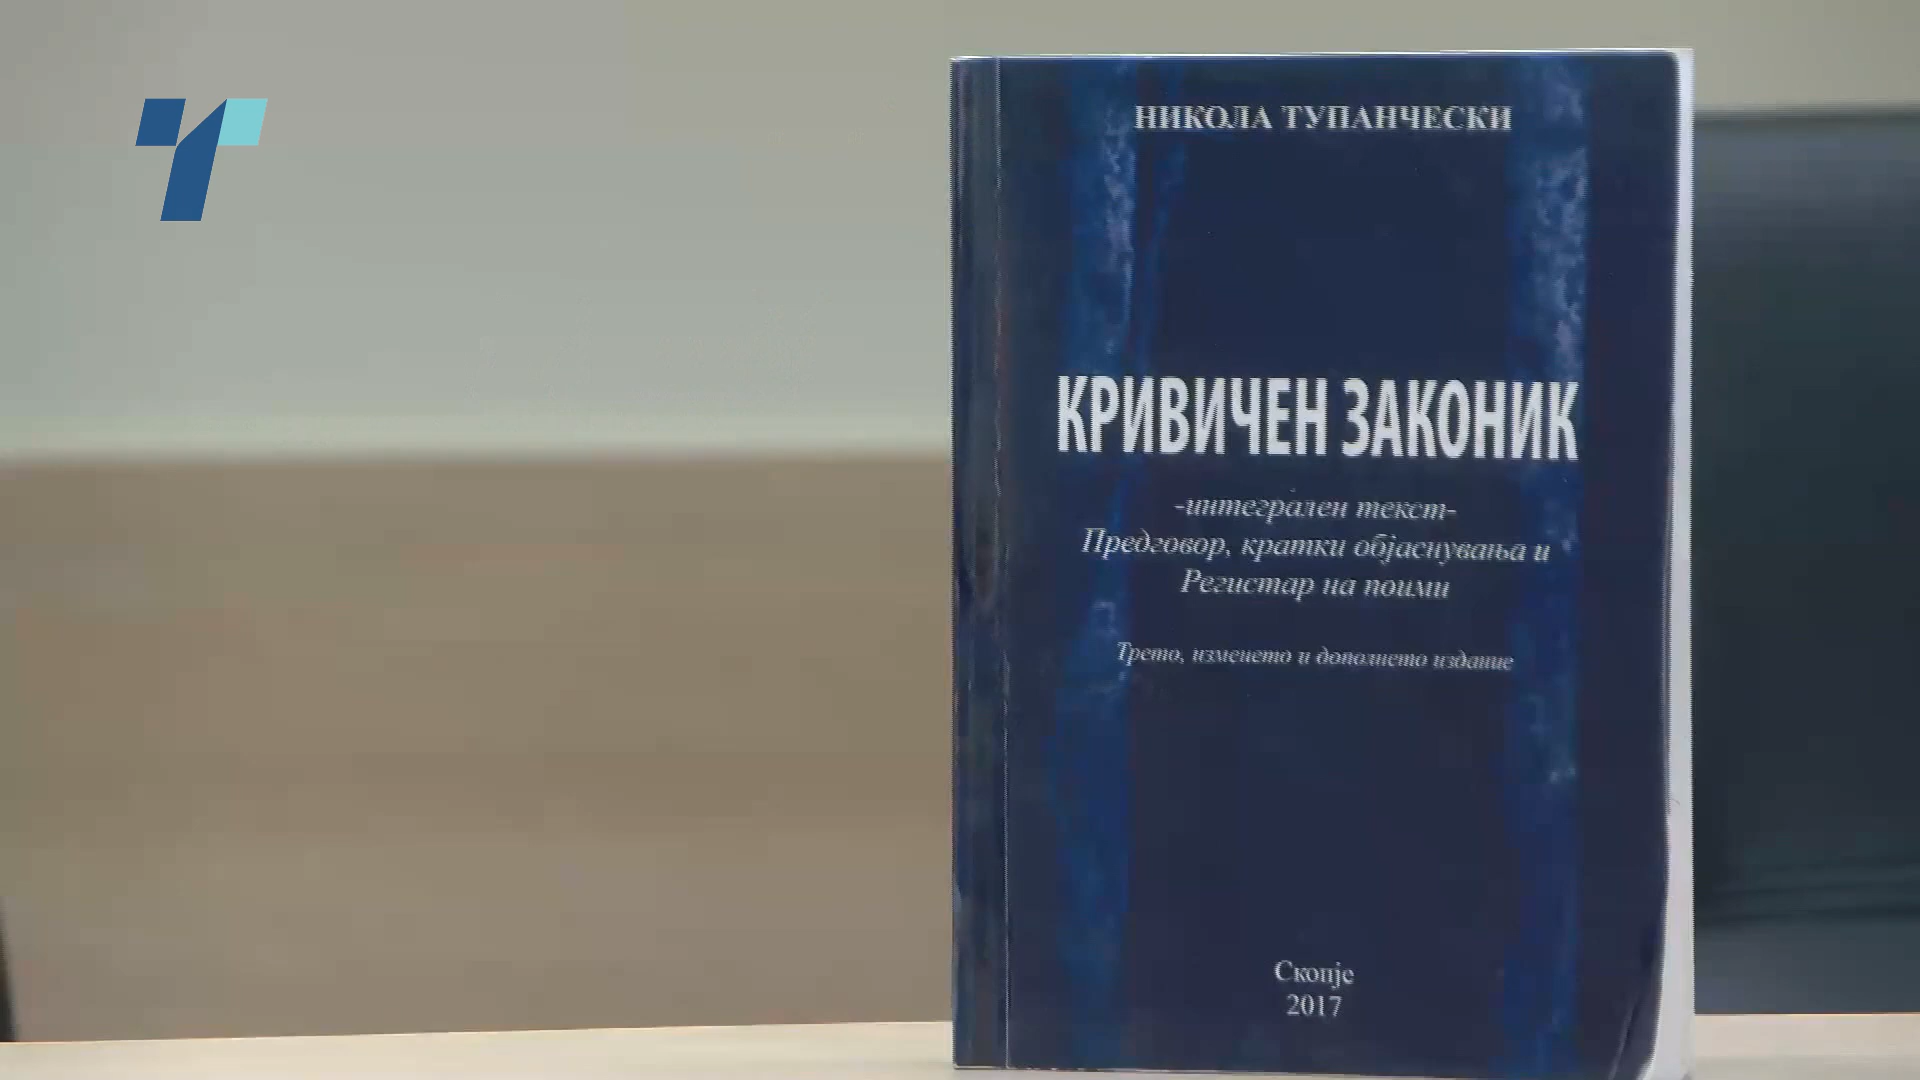 НИКОЛА ТУПАНЧЕСКИ
КРИВИЧЕН ЗАКОНИК
-интегрален текст-
Предговор, кратки објаснувања и
Регистар на поими
Трето, изменето и дополнето издание
Скопје
2017